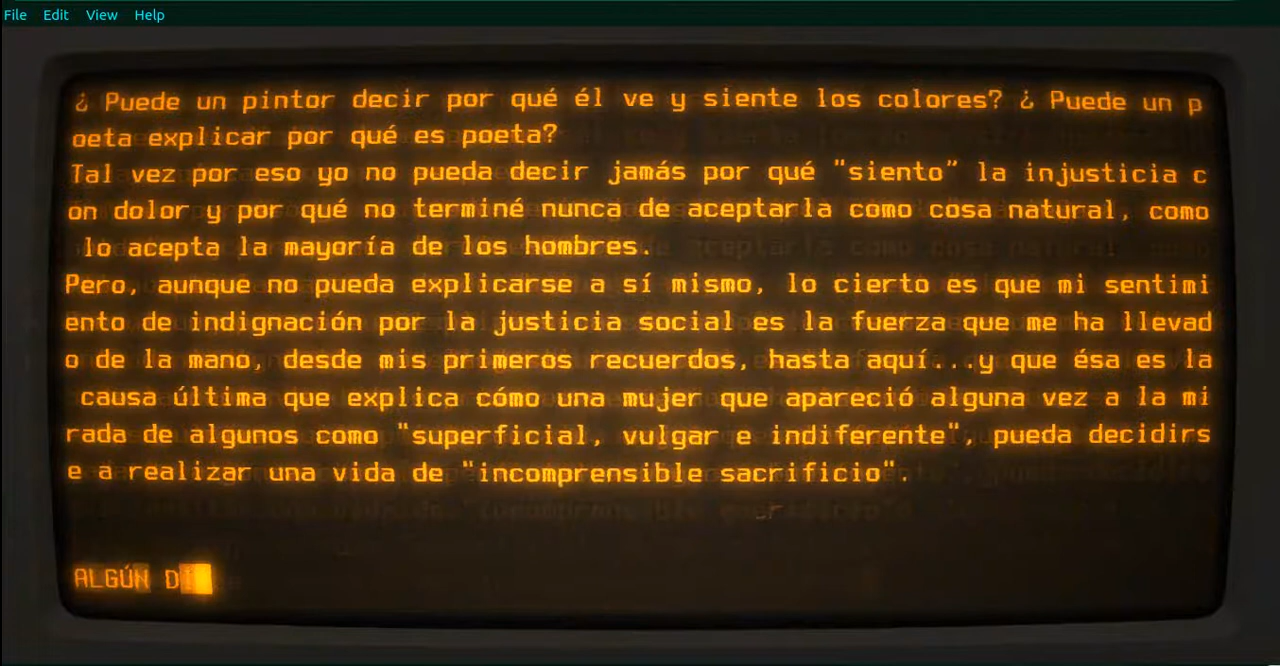 File Edit View Help
¿ Puede un pintor decir por qué él ve y siente los colores? ¿ Puede un p
oeta explicar por qué es poeta?
Tal vez por eso yo no pueda decir jamás por qué "siento" la injusticia c
on dolor y por qué no terminé nunca de aceptarla como cosa natural, como
 lo acepta la mayoría de los hombres.
Pero, aunque no pueda explicarse a sí mismo, lo cierto es que mi sentimi
ento de indignación por la justicia social es la fuerza que me ha llevad
o de la mano, desde mis primeros recuerdos, hasta aquí...y que ésa es la
 causa última que explica cómo una mujer que apareció alguna vez a la mi
rada de algunos como "superficial, vulgar e indiferente", pueda decidirs
e a realizar una vida de "incomprensible sacrificio".
ALGÚN D